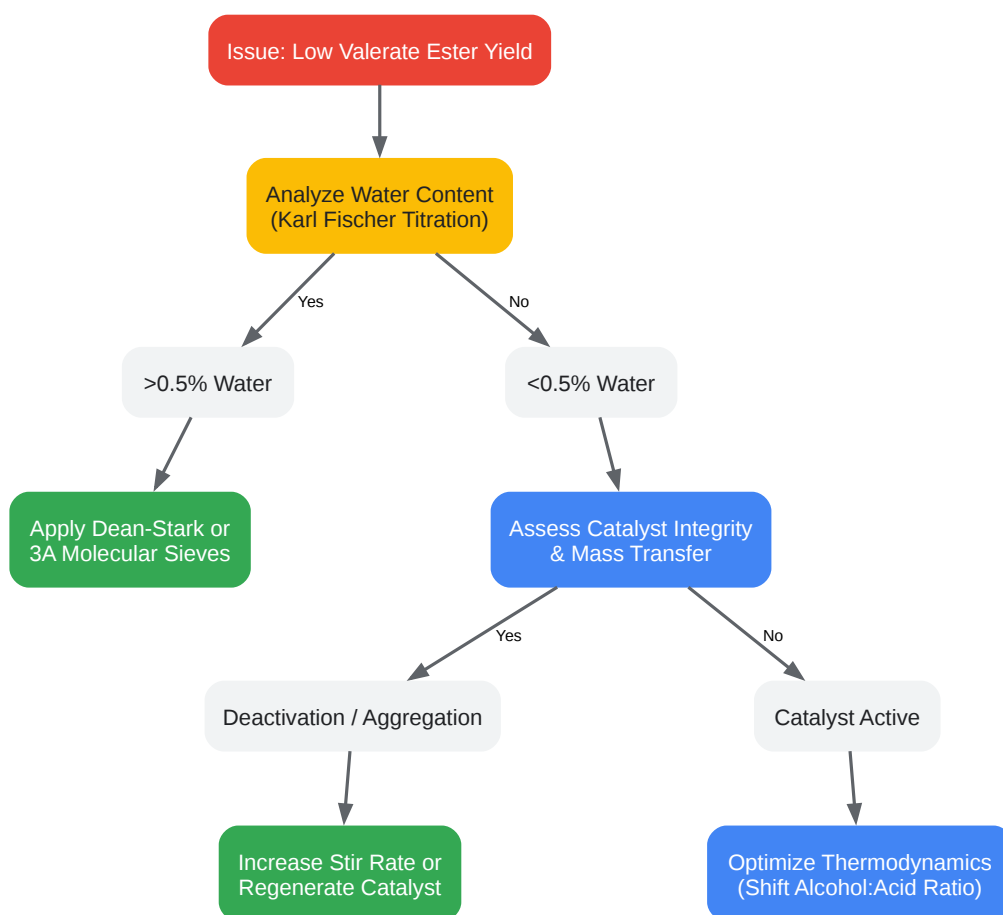 Issue: Low Valerate Ester Yield
Analyze Water Content
(Karl Fischer Titration)
Yes
No
>0.5% Water
<0.5% Water
Apply Dean-Stark or
3A Molecular Sieves
Assess Catalyst Integrity
& Mass Transfer
Yes
No
Deactivation / Aggregation
Catalyst Active
Increase Stir Rate or
Regenerate Catalyst
Optimize Thermodynamics
(Shift Alcohol:Acid Ratio)